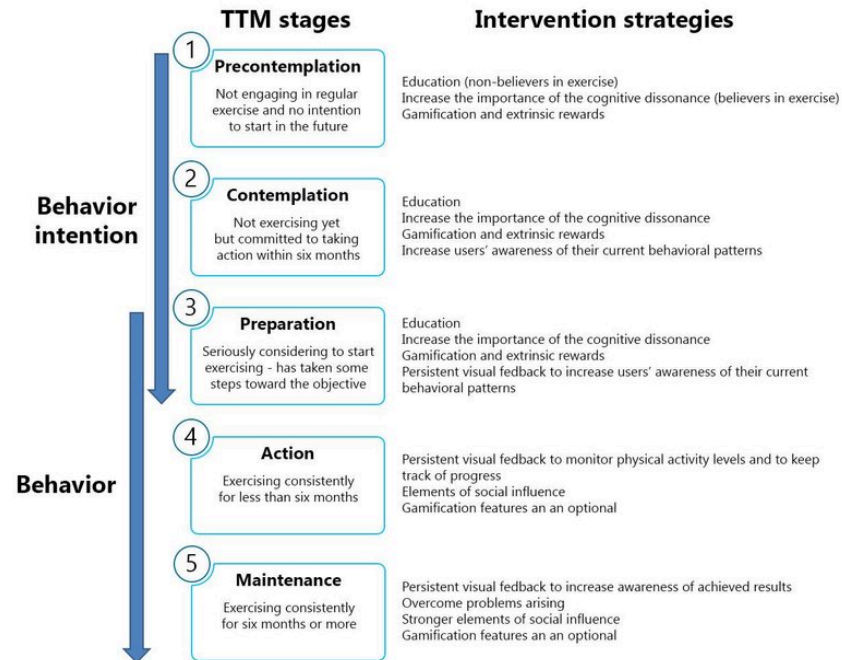 TTM stages
Intervention strategies
1
Precontemplation
Not engaging in regular
exercise and no intention
to start in the future
Education (non-believers in exercise)
Increase the importance of the cognitive dissonance (believers in exercise)
Gamification and extrinsic rewards
Behavior
intention
2
Contemplation
Not exercising yet
but committed to taking
action within six months
Education
Increase the importance of the cognitive dissonance
Gamification and extrinsic rewards
Increase users' awareness of their current behavioral patterns
3
Preparation
Seriously considering to start
exercising - has taken some
steps toward the objective
Education
Increase the importance of the cognitive dissonance
Gamification and extrinsic rewards
Persistent visual fedback to increase users' awareness of their current
behavioral patterns
Behavior
4
Action
Exercising consistently
for less than six months
Persistent visual fedback to monitor physical activity levels and to keep
track of progress
Elements of social influence
Gamification features an an optional
5
Maintenance
Exercising consistently
for six months or more
Persistent visual fedback to increase awareness of achieved results
Overcome problems arising
Stronger elements of social influence
Gamification features an an optional